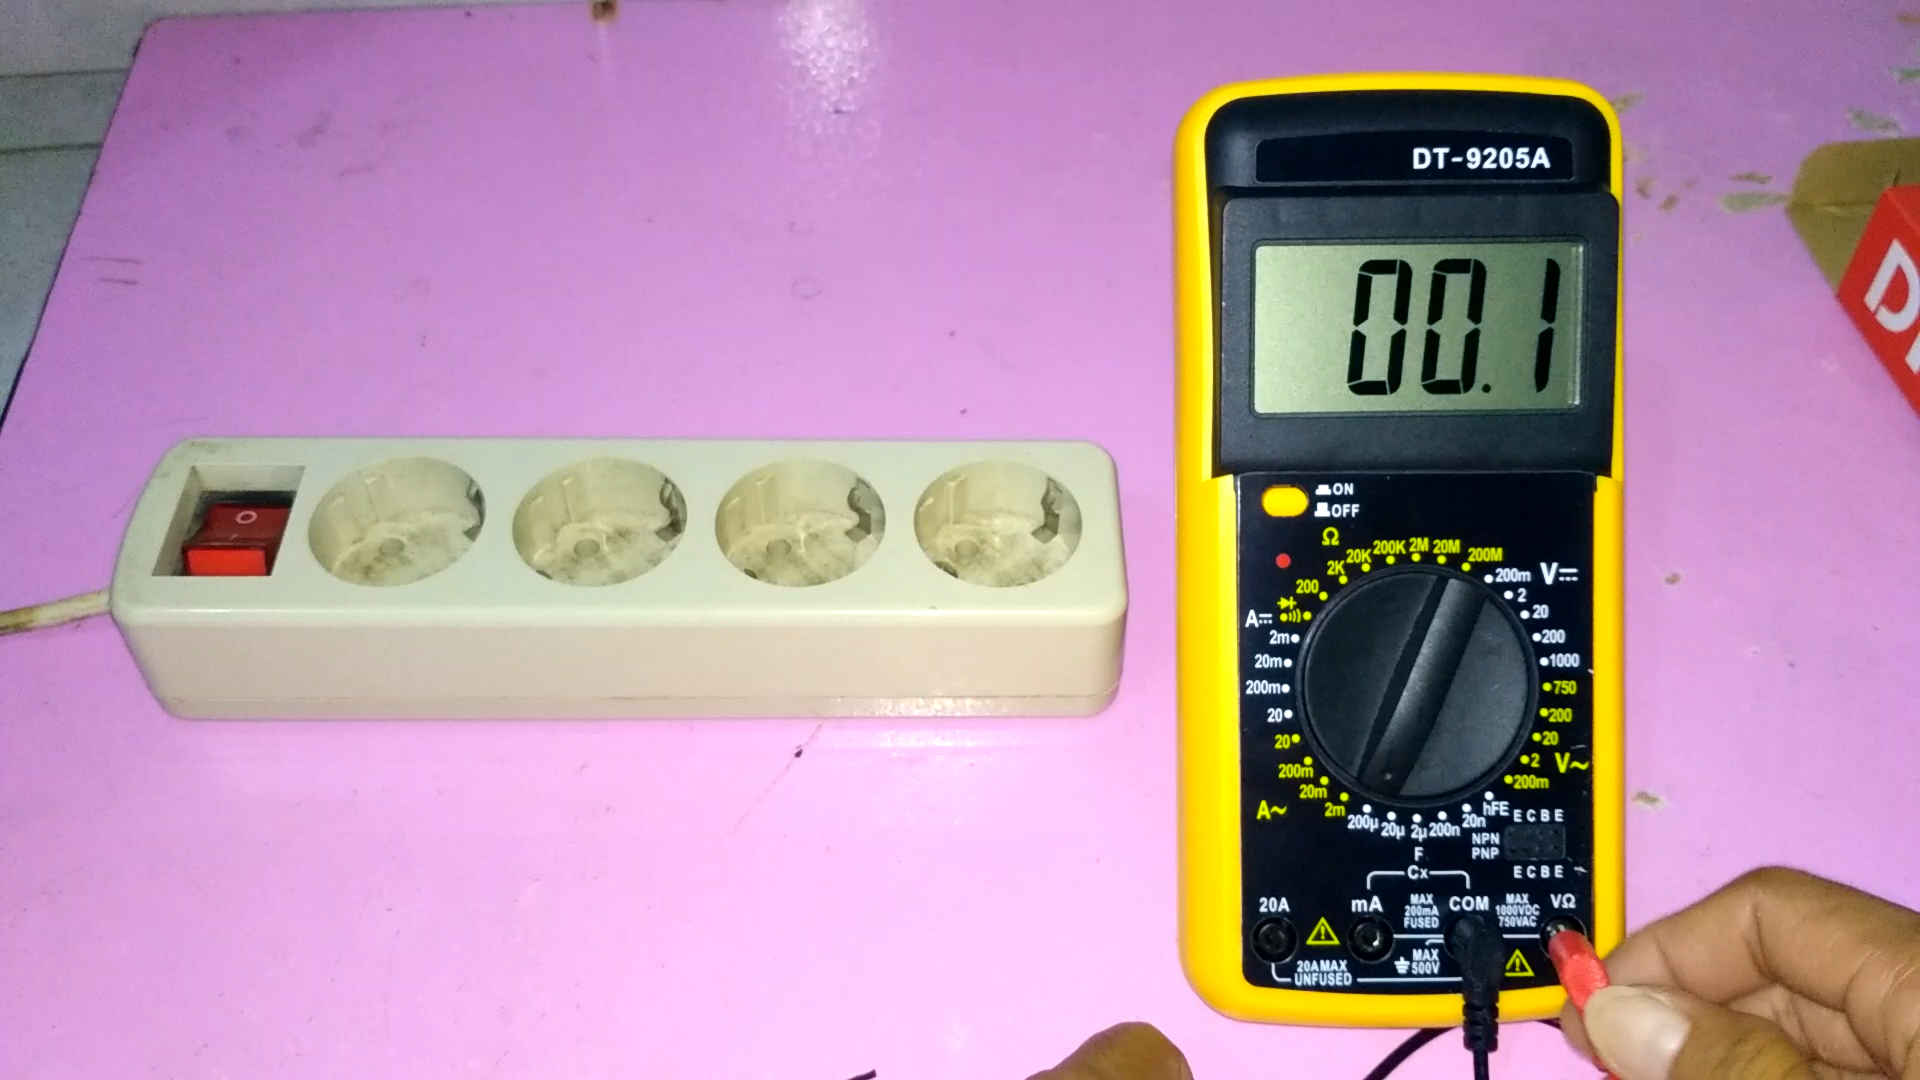 DT-9205A
00.1
D
ON
OFF
Ω
200 2K 20K 200K 2M 20M 200M
V⎓
200m
2
20
200
1000
750
200
20
2
200m
V~
A⎓
2m
20m
200m
20
20
200m
20m
2m
A~
200µ 20µ 2µ 200n 20n
hFE
F
Cx
E C B E
NPN
PNP
E C B E
20A
mA
MAX
200mA
FUSED
COM
MAX
1000VDC
750VAC
VΩ
20A MAX
UNFUSED
MAX
500V
O